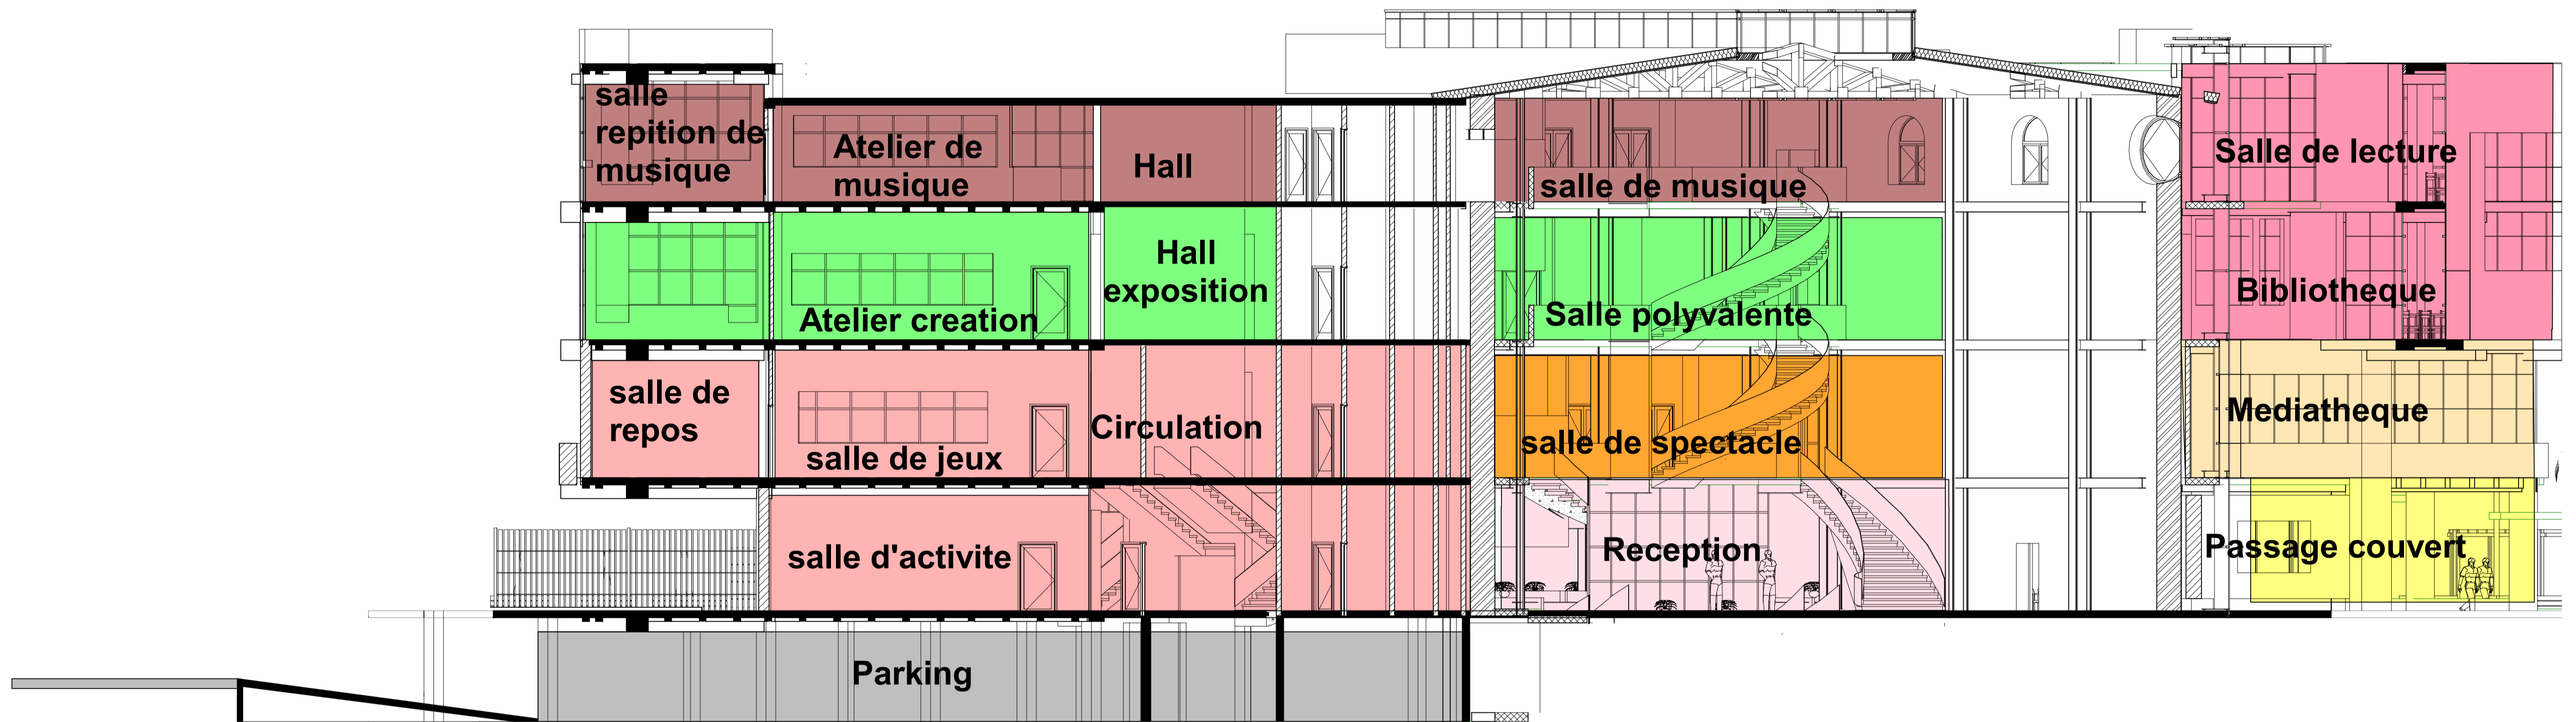 salle
repition de
musique
Atelier de
musique
Hall
salle de musique
Salle de lecture
Atelier creation
Hall
exposition
Salle polyvalente
Bibliotheque
salle de
repos
salle de jeux
Circulation
salle de spectacle
Mediatheque
salle d'activite
Reception
Passage couvert
Parking